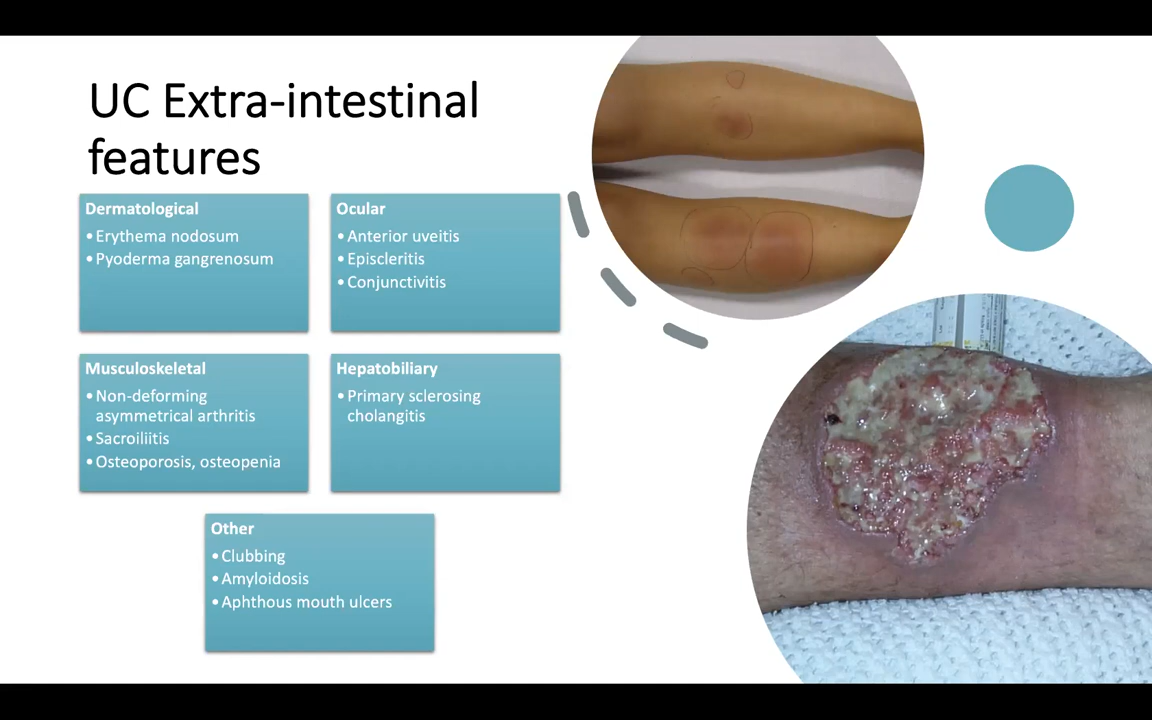 UC Extra-intestinal
features
Dermatological
•Erythema nodosum
•Pyoderma gangrenosum
Ocular
•Anterior uveitis
•Episcleritis
•Conjunctivitis
Musculoskeletal
•Non-deforming
asymmetrical arthritis
•Sacroiliitis
•Osteoporosis, osteopenia
Hepatobiliary
•Primary sclerosing
cholangitis
Other
•Clubbing
•Amyloidosis
•Aphthous mouth ulcers